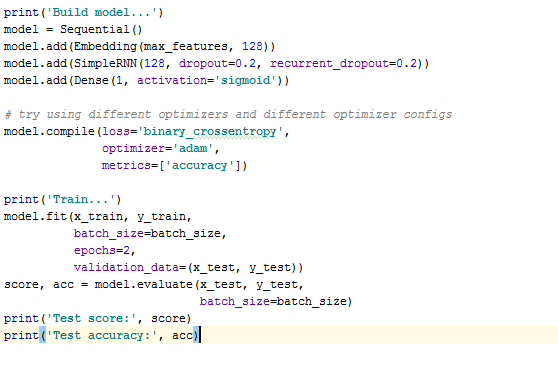 print('Build model...')
model = Sequential()
model.add(Embedding(max_features, 128))
model.add(SimpleRNN(128, dropout=0.2, recurrent_dropout=0.2))
model.add(Dense(1, activation='sigmoid'))
# try using different optimizers and different optimizer configs
model.compile(loss='binary_crossentropy',
              optimizer='adam',
              metrics=['accuracy'])
print('Train...')
model.fit(x_train, y_train,
          batch_size=batch_size,
          epochs=2,
          validation_data=(x_test, y_test))
score, acc = model.evaluate(x_test, y_test,
                            batch_size=batch_size)
print('Test score:', score)
print('Test accuracy:', acc)